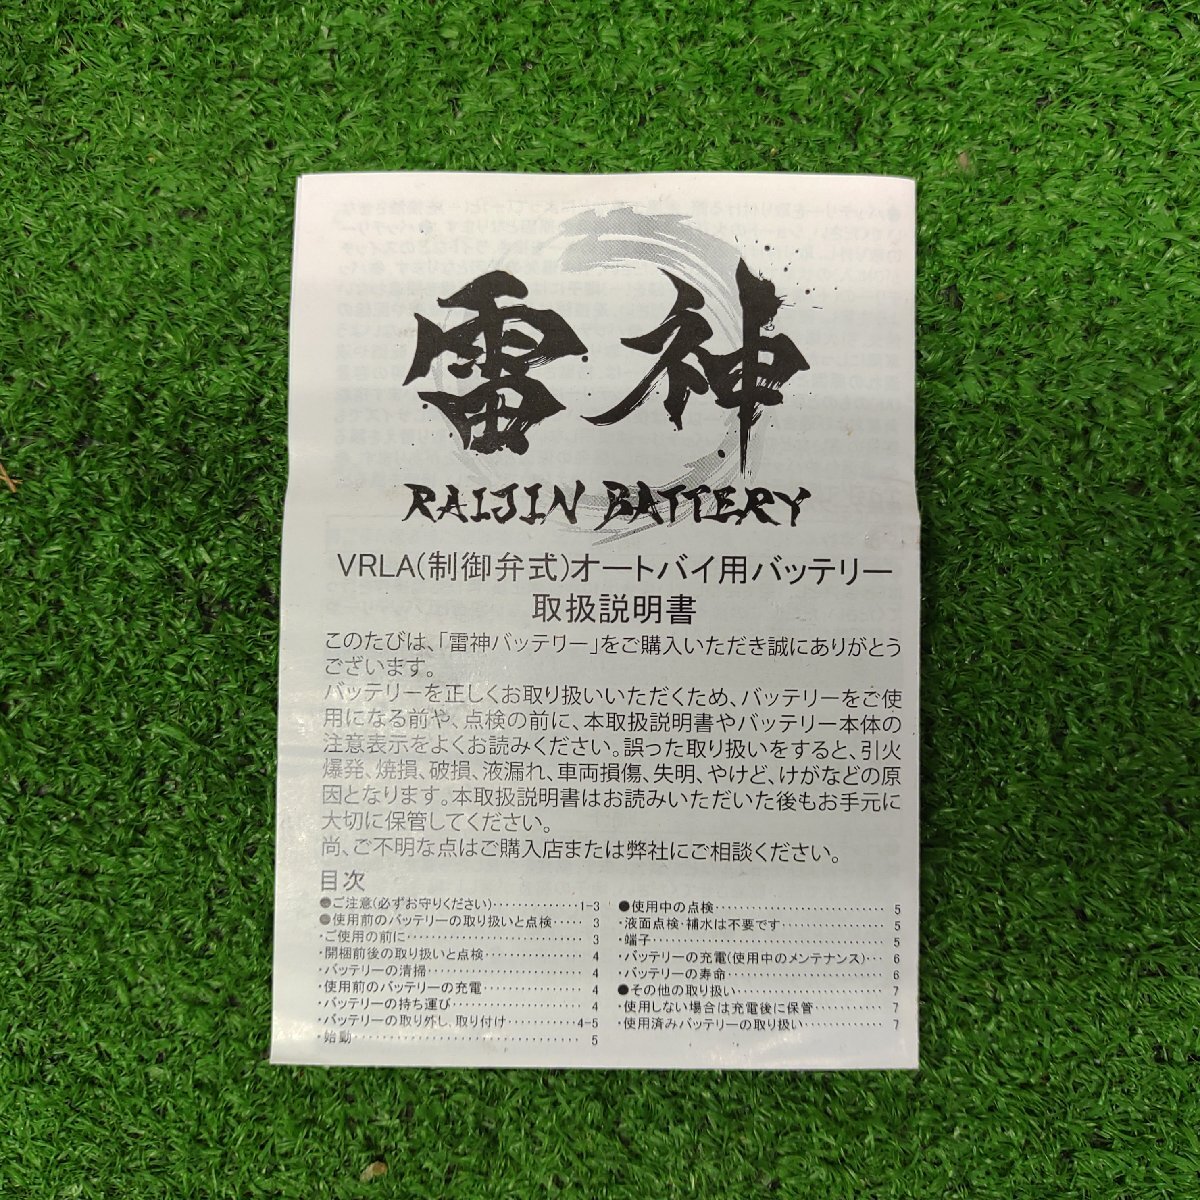 雷神
RAIJIN BATTERY
VRLA(制御弁式)オートバイ用バッテリー
取扱説明書
このたびは、「雷神バッテリー」をご購入いただき誠にありがとう
ございます。
バッテリーを正しくお取り扱いいただくため、バッテリーをご使
用になる前や、点検の前に、本取扱説明書やバッテリー本体の
注意表示をよくお読みください。誤った取り扱いをすると、引火
爆発、焼損、破損、液漏れ、車両損傷、失明、やけど、けがなどの原
因となります。本取扱説明書はお読みいただいた後もお手元に
大切に保管してください。
尚、ご不明な点はご購入店または弊社にご相談ください。
目次
●ご注意(必ずお守りください)‥‥‥‥‥‥‥1-3
●使用前のバッテリーの取り扱いと点検‥‥‥ 3
・ご使用の前に‥‥‥‥‥‥‥‥‥‥‥‥‥‥ 3
・開梱前後の取り扱いと点検‥‥‥‥‥‥‥‥ 4
・バッテリーの清掃‥‥‥‥‥‥‥‥‥‥‥‥ 4
・使用前のバッテリーの充電‥‥‥‥‥‥‥‥ 4
・バッテリーの持ち運び‥‥‥‥‥‥‥‥‥‥ 4
・バッテリーの取り外し、取り付け‥‥‥‥‥4-5
・始動‥‥‥‥‥‥‥‥‥‥‥‥‥‥‥‥‥‥ 5
●使用中の点検‥‥‥‥‥‥‥‥‥‥‥‥‥‥ 5
・液面点検・補水は不要です‥‥‥‥‥‥‥‥ 5
・端子‥‥‥‥‥‥‥‥‥‥‥‥‥‥‥‥‥‥ 5
・バッテリーの充電(使用中のメンテナンス)‥ 6
・バッテリーの寿命‥‥‥‥‥‥‥‥‥‥‥‥ 6
●その他の取り扱い‥‥‥‥‥‥‥‥‥‥‥‥ 7
・使用しない場合は充電後に保管‥‥‥‥‥‥ 7
・使用済みバッテリーの取り扱い‥‥‥‥‥‥ 7